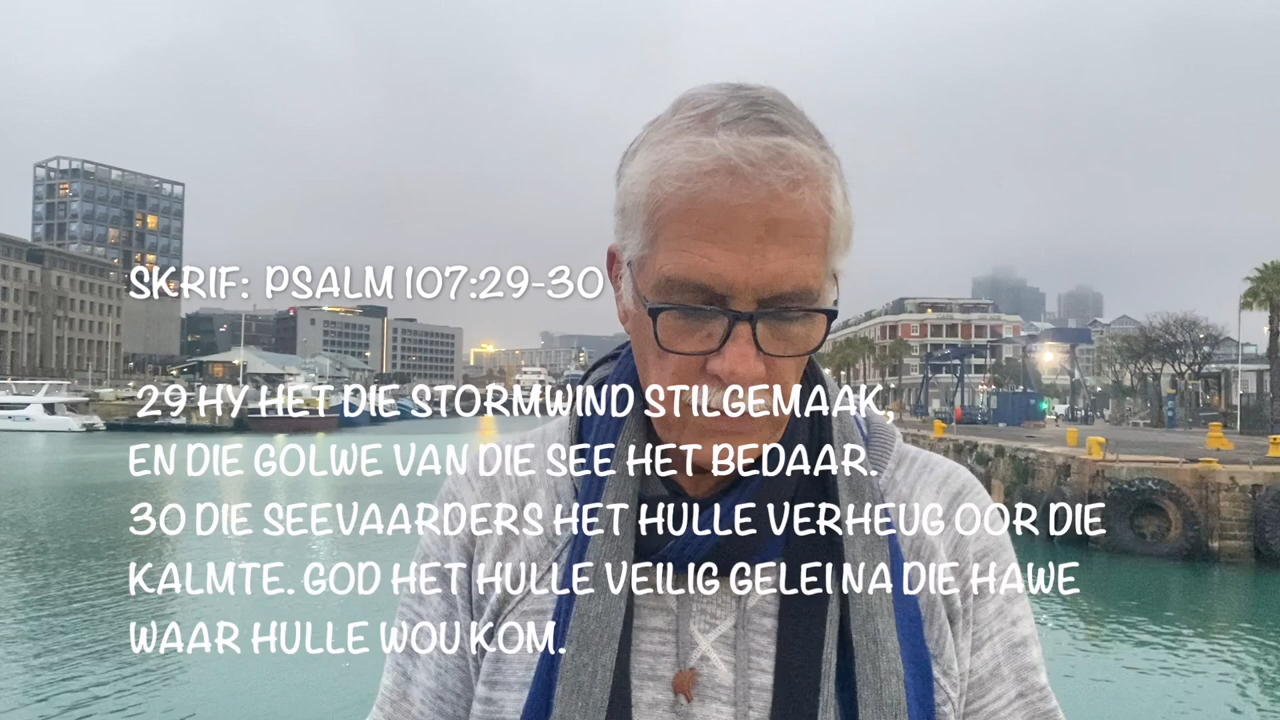 SKRIF: PSALM 107:29-30
29 HY HET DIE STORMWIND STILGEMAAK,
EN DIE GOLWE VAN DIE SEE HET BEDAAR.
30 DIE SEEVAARDERS HET HULLE VERHEUG OOR DIE
KALMTE. GOD HET HULLE VEILIG GELEI NA DIE HAWE
WAAR HULLE WOU KOM.